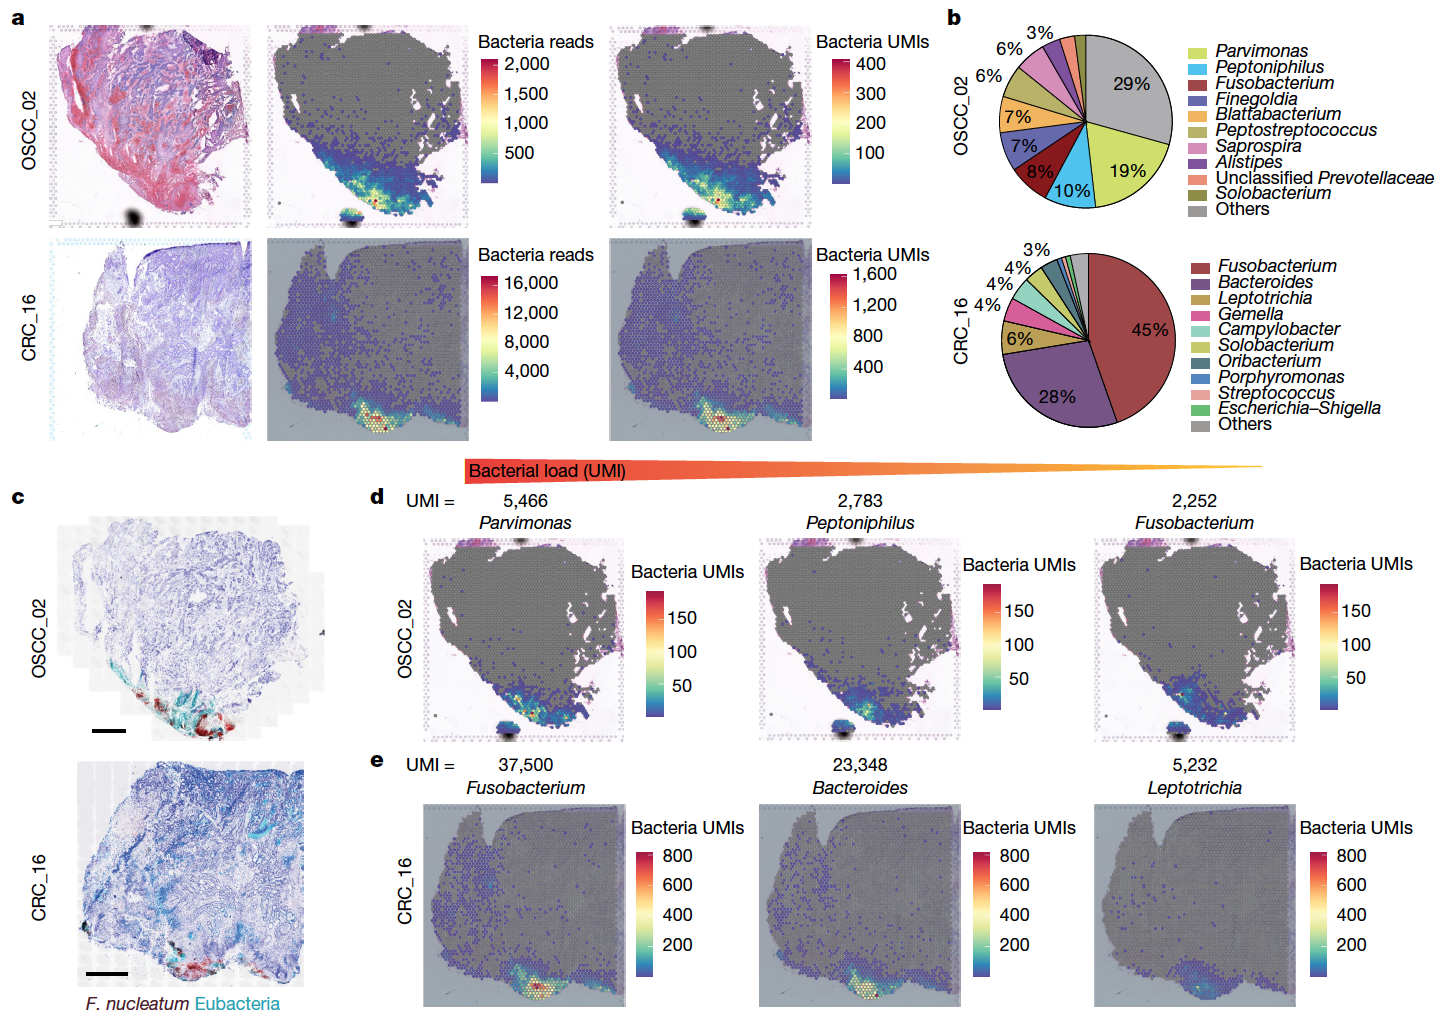 a
OSCC_02
Bacteria reads
2,000
1,500
1,000
500
Bacteria UMIs
400
300
200
100
CRC_16
Bacteria reads
16,000
12,000
8,000
4,000
Bacteria UMIs
1,600
1,200
800
400
b
OSCC_02
29%
19%
10%
8%
7%
7%
6%
6%
3%
Parvimonas
Peptoniphilus
Fusobacterium
Finegoldia
Blattabacterium
Peptostreptococcus
Saprospira
Alistipes
Unclassified Prevotellaceae
Solobacterium
Others
CRC_16
45%
28%
6%
4%
4%
4%
3%
Fusobacterium
Bacteroides
Leptotrichia
Gemella
Campylobacter
Solobacterium
Oribacterium
Porphyromonas
Streptococcus
Escherichia–Shigella
Others
Bacterial load (UMI)
c
OSCC_02
CRC_16
F. nucleatum Eubacteria
d
UMI = 5,466 2,783 2,252
Parvimonas Peptoniphilus Fusobacterium
OSCC_02
Bacteria UMIs
150
100
50
Bacteria UMIs
150
100
50
Bacteria UMIs
150
100
50
e
UMI = 37,500 23,348 5,232
Fusobacterium Bacteroides Leptotrichia
CRC_16
Bacteria UMIs
800
600
400
200
Bacteria UMIs
800
600
400
200
Bacteria UMIs
800
600
400
200